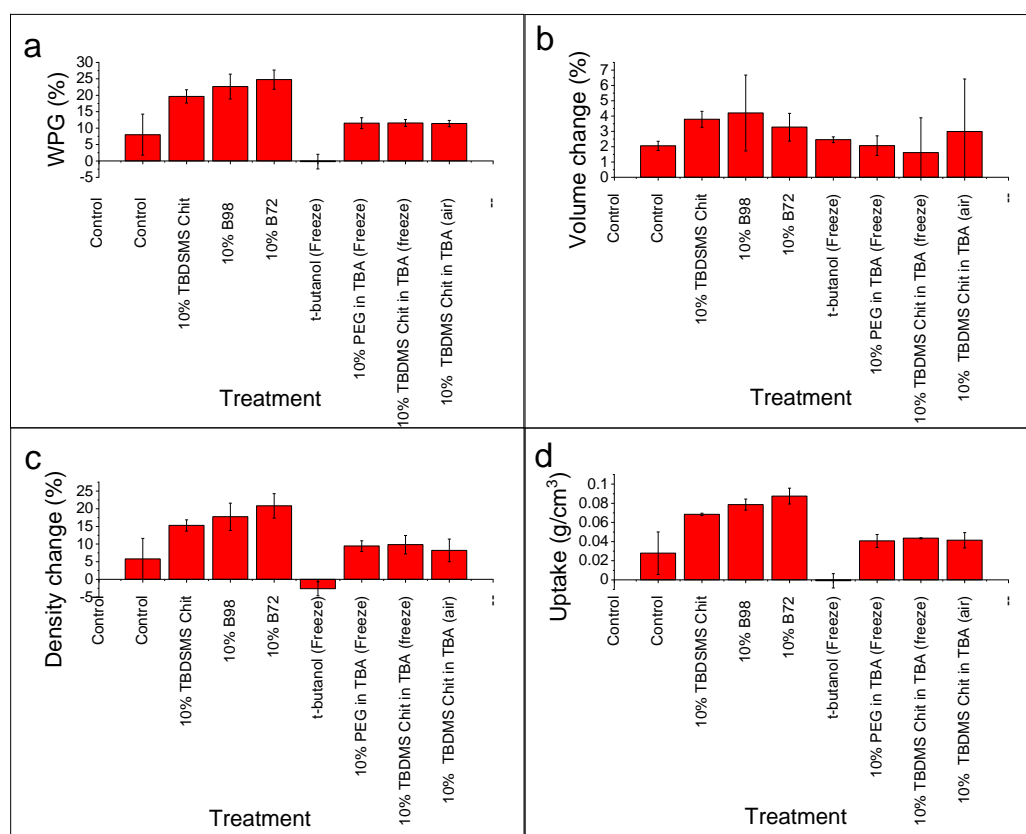 a
WPG (%)
30
25
20
15
10
5
0
-5
Control
Control
10% TBDSMS Chit
10% B98
10% B72
t-butanol (Freeze)
10% PEG in TBA (Freeze)
10% TBDMS Chit in TBA (freeze)
10% TBDMS Chit in TBA (air)
--
Treatment
b
Volume change (%)
7
6
5
4
3
2
1
0
Control
Control
10% TBDSMS Chit
10% B98
10% B72
t-butanol (Freeze)
10% PEG in TBA (Freeze)
10% TBDMS Chit in TBA (freeze)
10% TBDMS Chit in TBA (air)
--
Treatment
c
Density change (%)
25
20
15
10
5
0
-5
Control
Control
10% TBDSMS Chit
10% B98
10% B72
t-butanol (Freeze)
10% PEG in TBA (Freeze)
10% TBDMS Chit in TBA (freeze)
10% TBDMS Chit in TBA (air)
--
Treatment
d
Uptake (g/cm³)
0.1
0.08
0.06
0.04
0.02
0
Control
Control
10% TBDSMS Chit
10% B98
10% B72
t-butanol (Freeze)
10% PEG in TBA (Freeze)
10% TBDMS Chit in TBA (freeze)
10% TBDMS Chit in TBA (air)
--
Treatment